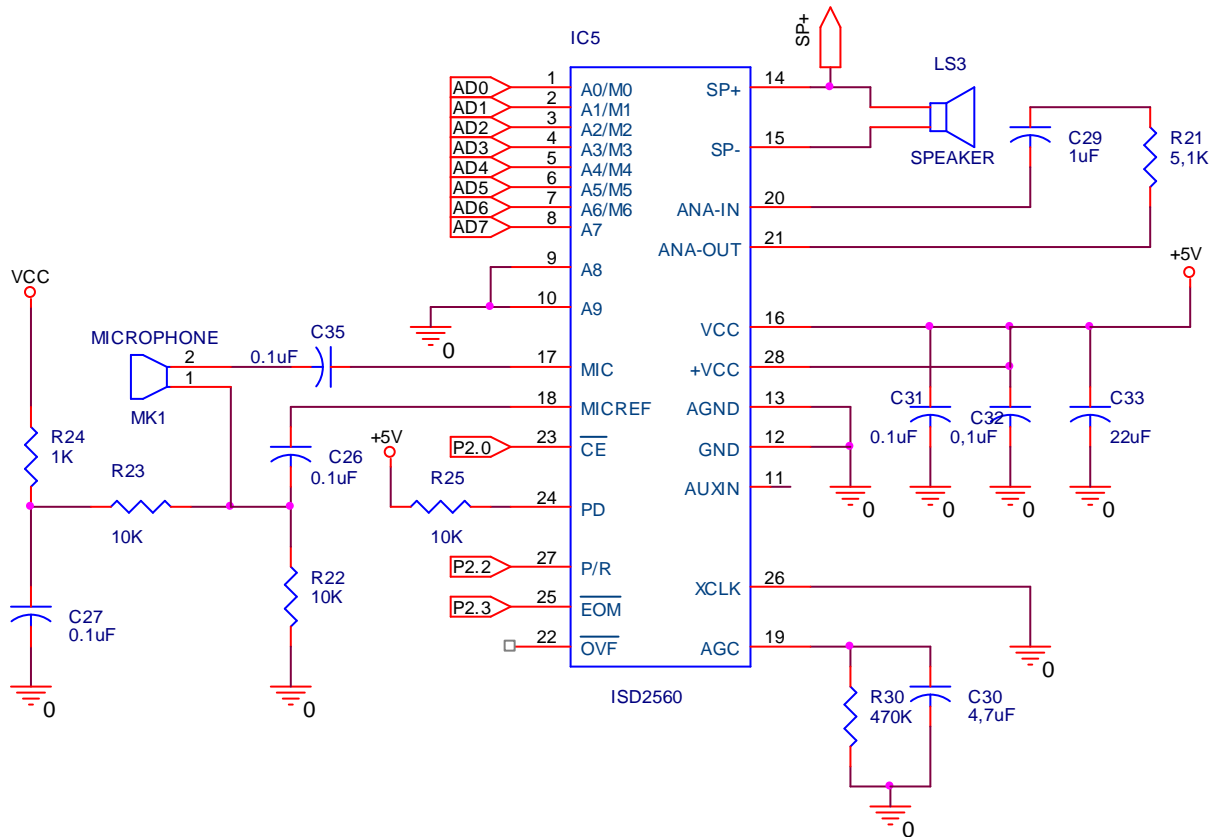 SP+
IC5
LS3
AD0 1 A0/M0 SP+ 14
AD1 2 A1/M1
AD2 3 A2/M2
AD3 4 A3/M3 SP- 15
AD4 5 A4/M4
AD5 6 A5/M5
AD6 7 A6/M6 ANA-IN 20
AD7 8 A7
SPEAKER
C29
1uF
R21
5,1K
ANA-OUT 21
9 A8
10 A9
0
VCC
+5V
VCC 16
+VCC 28
MICROPHONE
2
1
MK1
C35
0.1uF
17 MIC
18 MICREF AGND 13
P2.0 23 CE GND 12
AUXIN 11
C31
0.1uF
C32
0,1uF
C33
22uF
0
0
0
0
R24
1K
R23
10K
C26
0.1uF
+5V
R25
10K
24 PD
P2.2 27 P/R
P2.3 25 EOM
22 OVF
XCLK 26
AGC 19
0
R22
10K
C27
0.1uF
0
0
ISD2560
R30
470K
C30
4,7uF
0